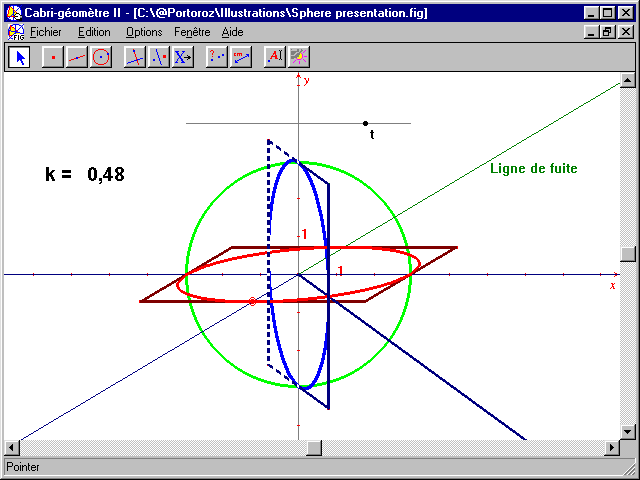 Cabri-géomètre II - [C:\@Portoroz\Illustrations\Sphere presentation.fig]
Fichier Edition Options Fenêtre Aide
y
t
k = 0,48
Ligne de fuite
1
1
x
Pointer